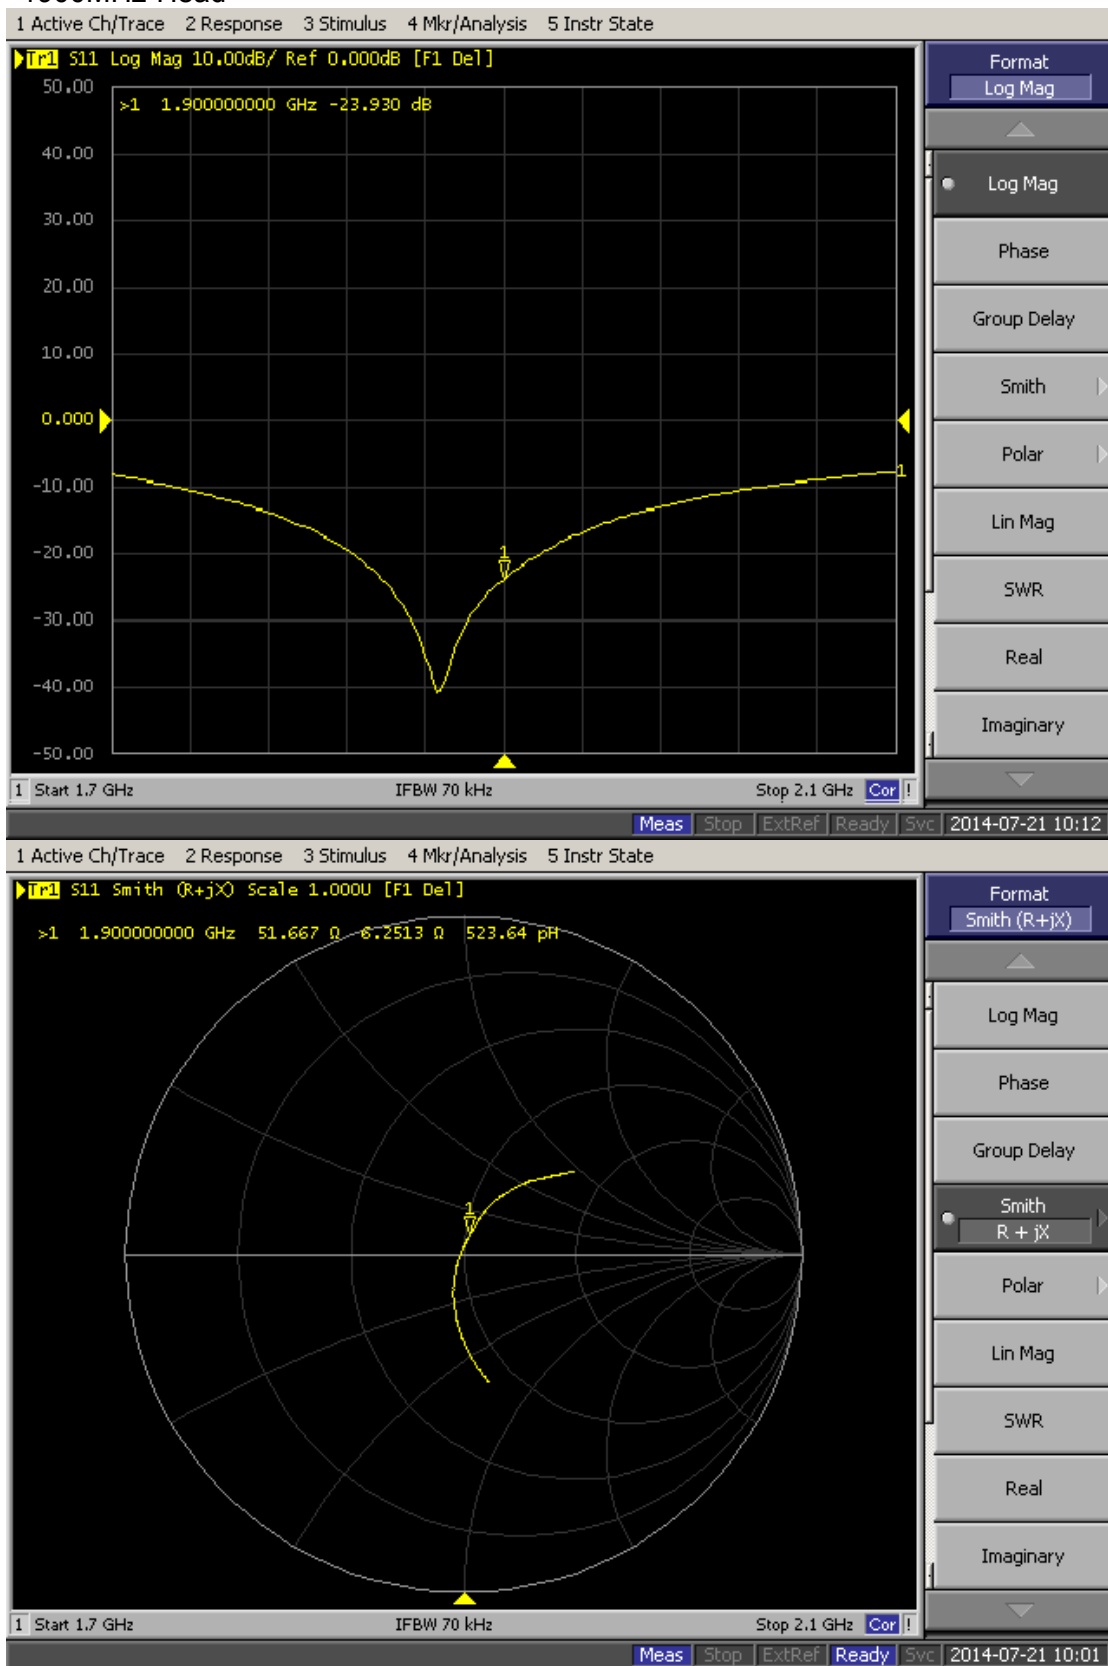 1 Active Ch/Trace 2 Response 3 Stimulus 4 Mkr/Analysis 5 Instr State
Tr1 S11 Log Mag 10.00dB/ Ref 0.000dB [F1 Del]
Format
Log Mag
50.00
>1 1.900000000 GHz -23.930 dB
40.00
30.00
20.00
10.00
0.000
-10.00
-20.00
-30.00
-40.00
-50.00
1
1
Log Mag
Phase
Group Delay
Smith
Polar
Lin Mag
SWR
Real
Imaginary
1 Start 1.7 GHz IFBW 70 kHz Stop 2.1 GHz Cor !
Meas Stop ExtRef Ready Svc 2014-07-21 10:12
1 Active Ch/Trace 2 Response 3 Stimulus 4 Mkr/Analysis 5 Instr State
Tr1 S11 Smith (R+jX) Scale 1.000U [F1 Del]
Format
Smith (R+jX)
>1 1.900000000 GHz 51.667 Ω 6.2513 Ω 523.64 pH
1
Log Mag
Phase
Group Delay
Smith
R + jX
Polar
Lin Mag
SWR
Real
Imaginary
1 Start 1.7 GHz IFBW 70 kHz Stop 2.1 GHz Cor !
Meas Stop ExtRef Ready Svc 2014-07-21 10:01